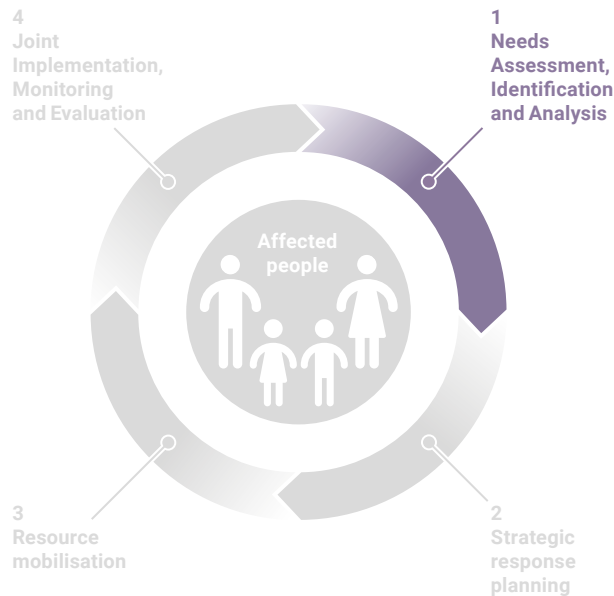 4
Joint
Implementation,
Monitoring
and Evaluation
1
Needs
Assessment,
Identification
and Analysis
Affected
people
3
Resource
mobilisation
2
Strategic
response
planning